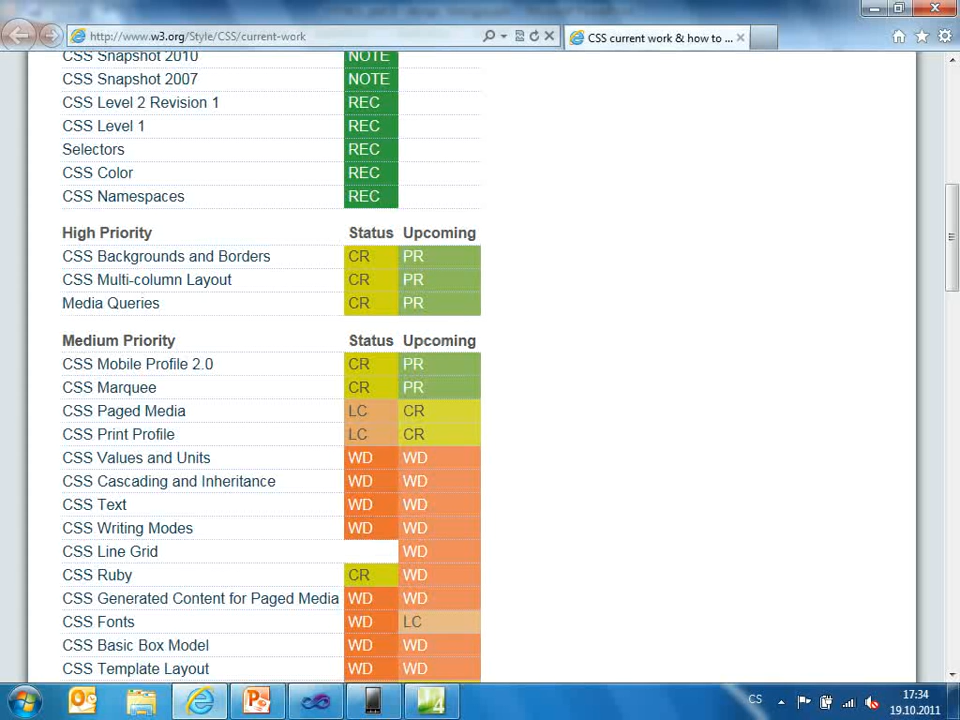 http://www.w3.org/Style/CSS/current-work
CSS current work & how to ...
CSS Snapshot 2010 NOTE
CSS Snapshot 2007 NOTE
CSS Level 2 Revision 1 REC
CSS Level 1 REC
Selectors REC
CSS Color REC
CSS Namespaces REC
High Priority Status Upcoming
CSS Backgrounds and Borders CR PR
CSS Multi-column Layout CR PR
Media Queries CR PR
Medium Priority Status Upcoming
CSS Mobile Profile 2.0 CR PR
CSS Marquee CR PR
CSS Paged Media LC CR
CSS Print Profile LC CR
CSS Values and Units WD WD
CSS Cascading and Inheritance WD WD
CSS Text WD WD
CSS Writing Modes WD WD
CSS Line Grid WD
CSS Ruby CR WD
CSS Generated Content for Paged Media WD WD
CSS Fonts WD LC
CSS Basic Box Model WD WD
CSS Template Layout WD WD
CS
17:34
19.10.2011